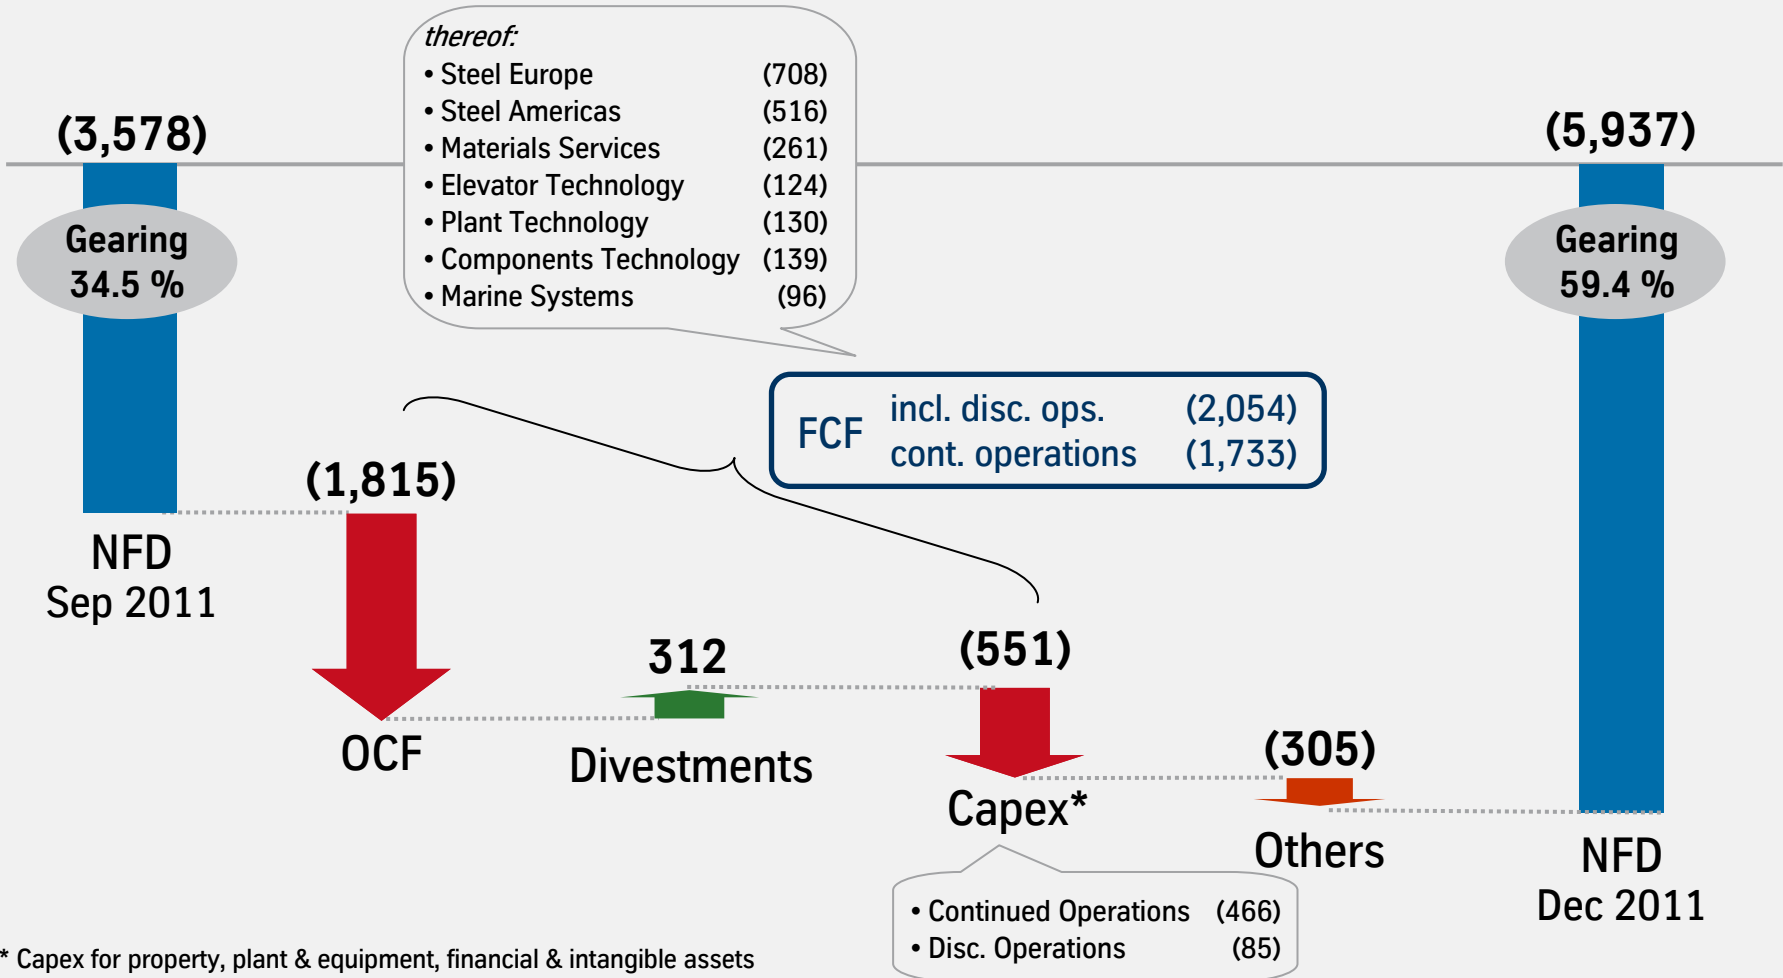 thereof:
• Steel Europe (708)
• Steel Americas (516)
• Materials Services (261)
• Elevator Technology (124)
• Plant Technology (130)
• Components Technology (139)
• Marine Systems (96)
(3,578)
Gearing
34.5 %
NFD
Sep 2011
(5,937)
Gearing
59.4 %
NFD
Dec 2011
FCF
incl. disc. ops. (2,054)
cont. operations (1,733)
(1,815)
OCF
312
Divestments
(551)
Capex*
(305)
Others
• Continued Operations (466)
• Disc. Operations (85)
* Capex for property, plant & equipment, financial & intangible assets